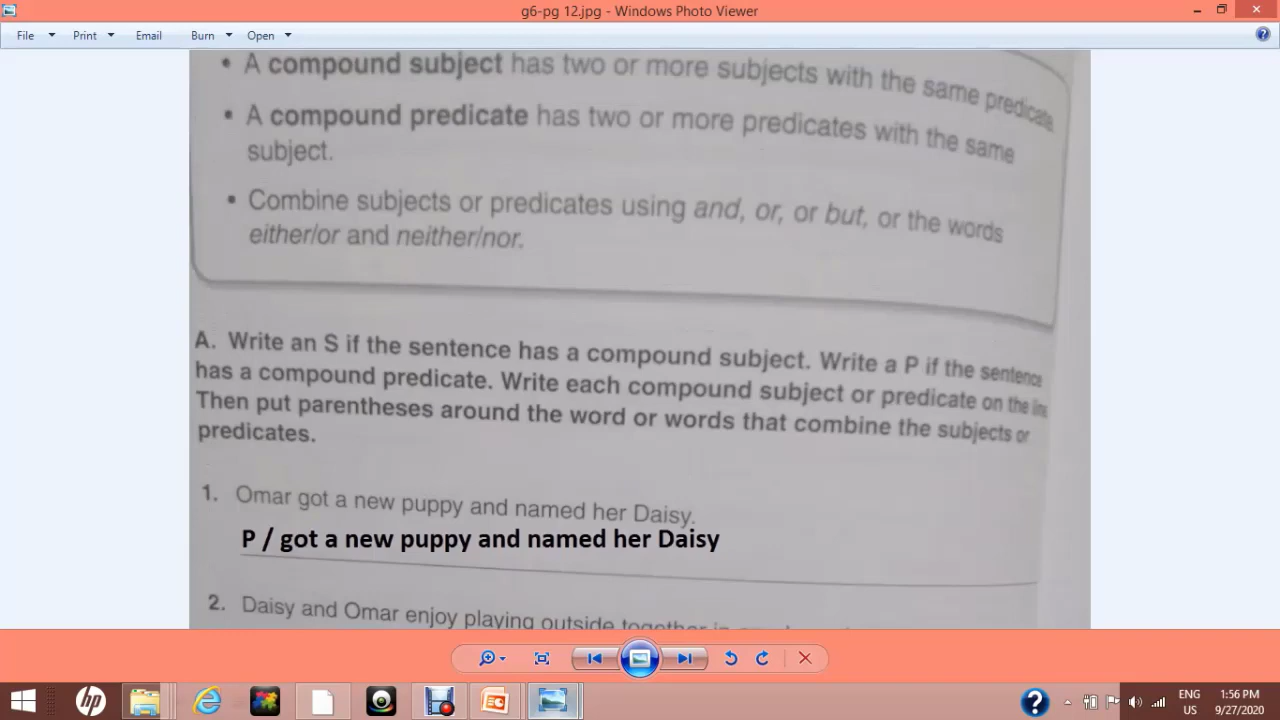 g6-pg 12.jpg - Windows Photo Viewer
File Print Email Burn Open
• A compound subject has two or more subjects with the same predicate.
• A compound predicate has two or more predicates with the same
subject.
• Combine subjects or predicates using and, or, or but, or the words
either/or and neither/nor.
A. Write an S if the sentence has a compound subject. Write a P if the sentence
has a compound predicate. Write each compound subject or predicate on the line.
Then put parentheses around the word or words that combine the subjects or
predicates.
1. Omar got a new puppy and named her Daisy.
P / got a new puppy and named her Daisy
2. Daisy and Omar enjoy playing outside together in
hp
ENG 1:56 PM
US 9/27/2020